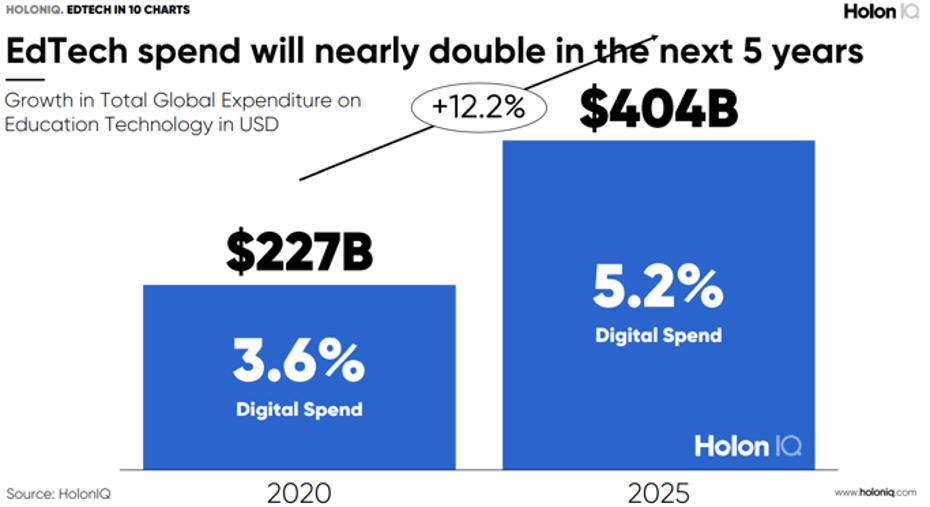 HOLONIQ. EDTECH IN 10 CHARTS
Holon IQ
EdTech spend will nearly double in the next 5 years
Growth in Total Global Expenditure on
Education Technology in USD
+12.2%
$404B
$227B
5.2%
Digital Spend
3.6%
Digital Spend
Holon IQ
Source: HolonIQ
2020
2025
www.holoniq.com